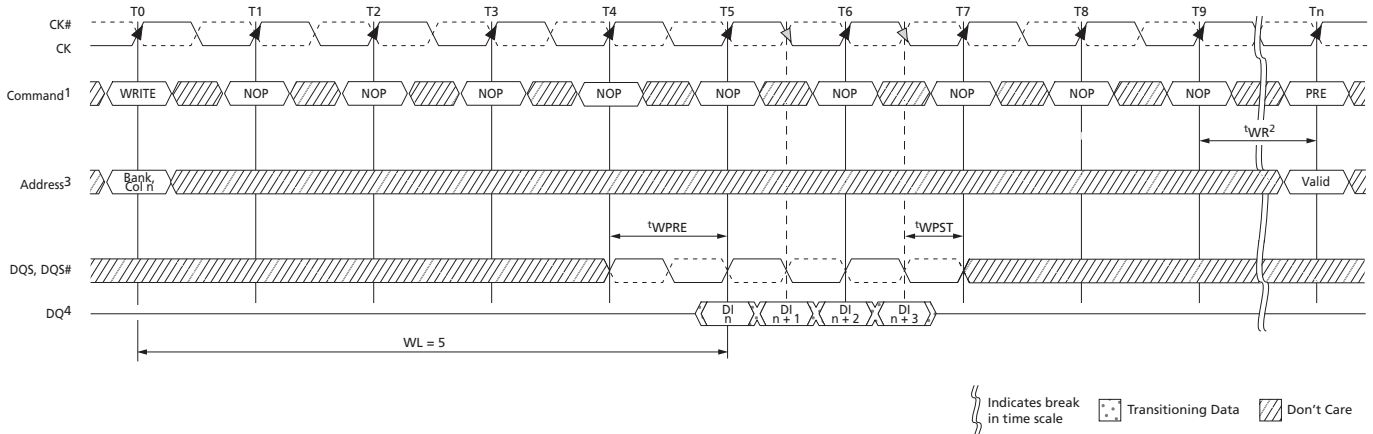 T0 T1 T2 T3 T4 T5 T6 T7 T8 T9 Tn
CK#
CK
Command1 WRITE NOP NOP NOP NOP NOP NOP NOP NOP NOP PRE
tWR2
Address3 Bank, Col n Valid
tWPRE tWPST
DQS, DQS#
DQ4 DI n DI n + 1 DI n + 2 DI n + 3
WL = 5
Indicates break
in time scale
Transitioning Data
Don't Care